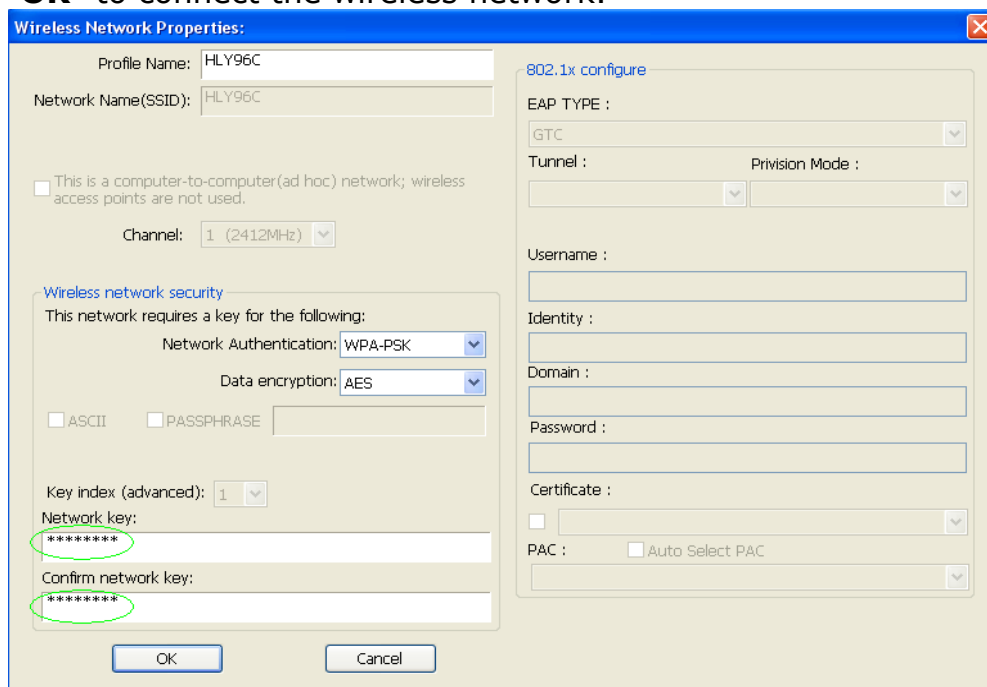 "OK" to connect the wireless network.
Wireless Network Properties:
Profile Name: HLY96C
Network Name(SSID): HLY96C
This is a computer-to-computer(ad hoc) network; wireless
access points are not used.
Channel: 1 (2412MHz)
Wireless network security
This network requires a key for the following:
Network Authentication: WPA-PSK
Data encryption: AES
ASCII PASSPHRASE
Key index (advanced): 1
Network key:
********
Confirm network key:
********
OK Cancel
802.1x configure
EAP TYPE :
GTC
Tunnel : Privision Mode :
Username :
Identity :
Domain :
Password :
Certificate :
PAC : Auto Select PAC